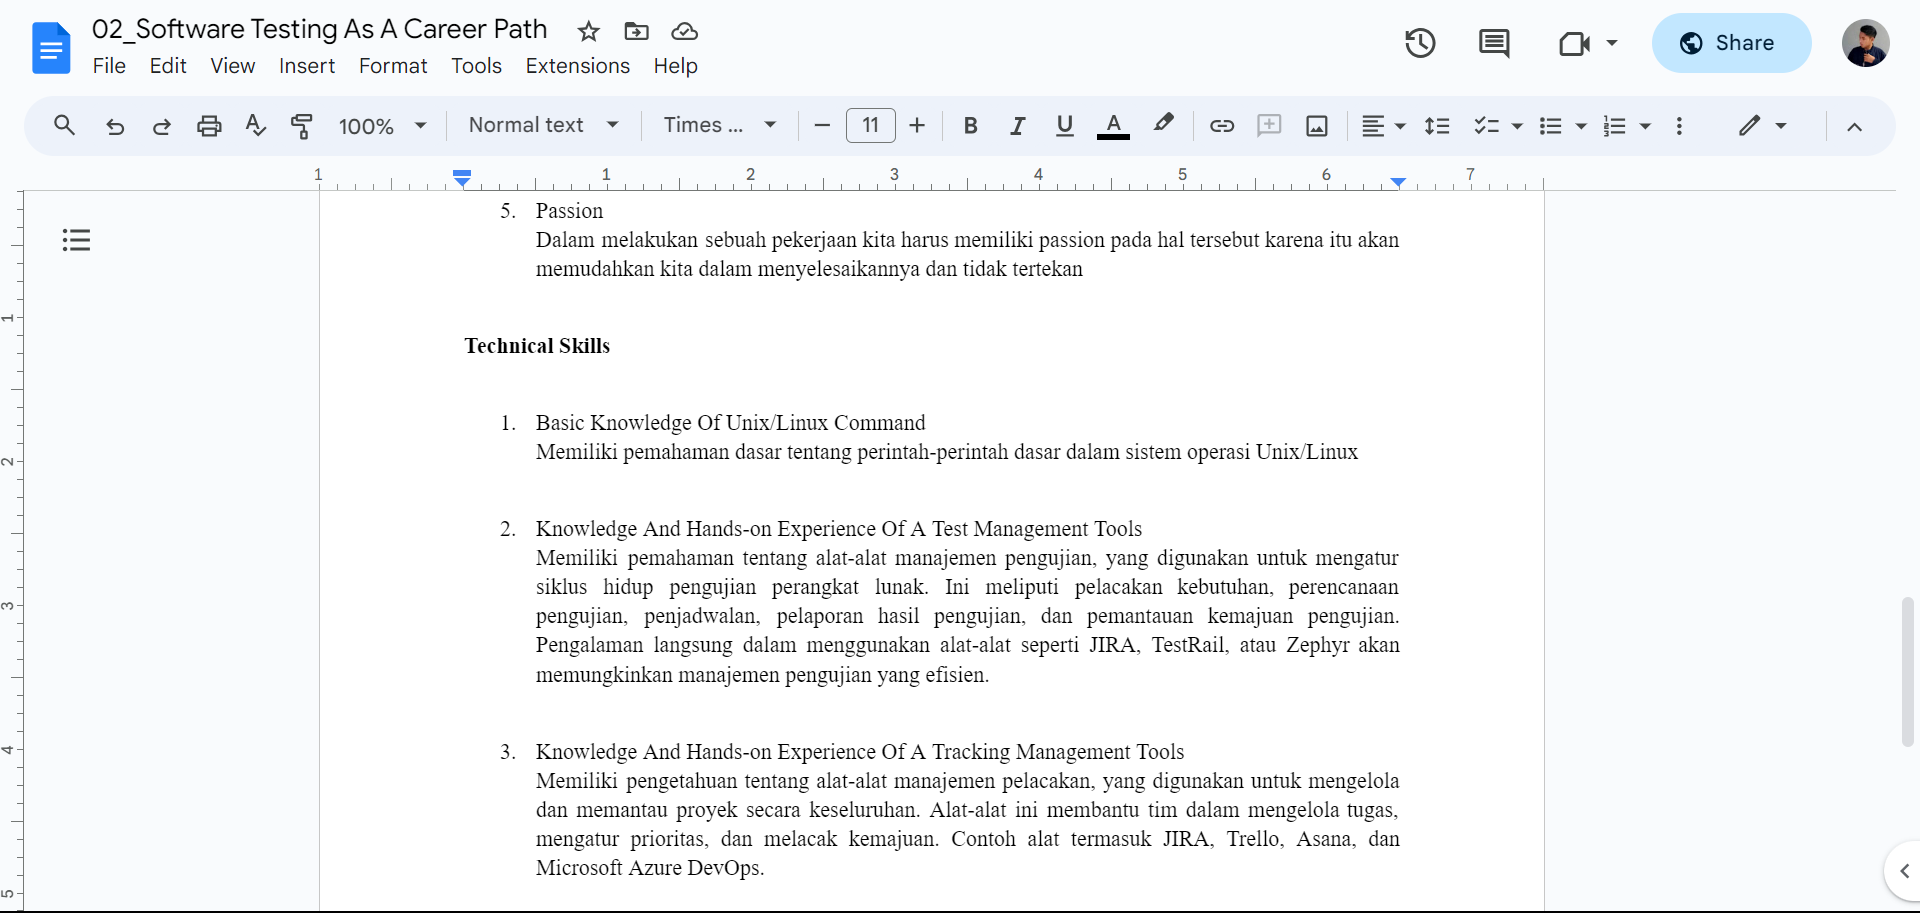 02_Software Testing As A Career Path
File Edit View Insert Format Tools Extensions Help
Share
100% Normal text Times ... 11 B I U A
1 1 2 3 4 5 6 7
5. Passion
Dalam melakukan sebuah pekerjaan kita harus memiliki passion pada hal tersebut karena itu akan
memudahkan kita dalam menyelesaikannya dan tidak tertekan
1
Technical Skills
1. Basic Knowledge Of Unix/Linux Command
Memiliki pemahaman dasar tentang perintah-perintah dasar dalam sistem operasi Unix/Linux
2
2. Knowledge And Hands-on Experience Of A Test Management Tools
Memiliki pemahaman tentang alat-alat manajemen pengujian, yang digunakan untuk mengatur
siklus hidup pengujian perangkat lunak. Ini meliputi pelacakan kebutuhan, perencanaan
3
pengujian, penjadwalan, pelaporan hasil pengujian, dan pemantauan kemajuan pengujian.
Pengalaman langsung dalam menggunakan alat-alat seperti JIRA, TestRail, atau Zephyr akan
memungkinkan manajemen pengujian yang efisien.
4
3. Knowledge And Hands-on Experience Of A Tracking Management Tools
Memiliki pengetahuan tentang alat-alat manajemen pelacakan, yang digunakan untuk mengelola
dan memantau proyek secara keseluruhan. Alat-alat ini membantu tim dalam mengelola tugas,
mengatur prioritas, dan melacak kemajuan. Contoh alat termasuk JIRA, Trello, Asana, dan
Microsoft Azure DevOps.
5